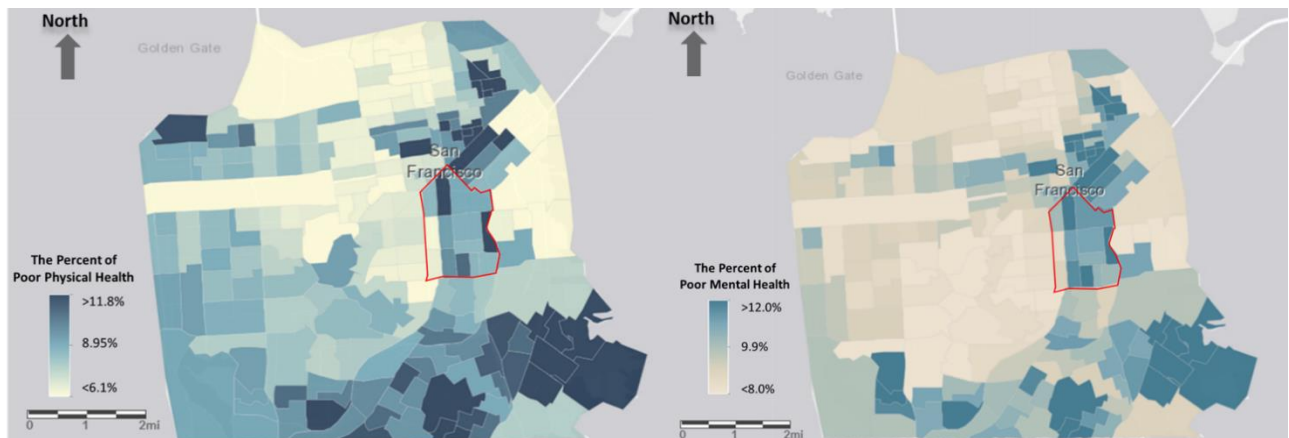 North
Golden Gate
San
Francisco
The Percent of
Poor Physical Health
>11.8%
8.95%
<6.1%
0 1 2mi
North
Golden Gate
San
Francisco
The Percent of
Poor Mental Health
>12.0%
9.9%
<8.0%
0 1 2mi